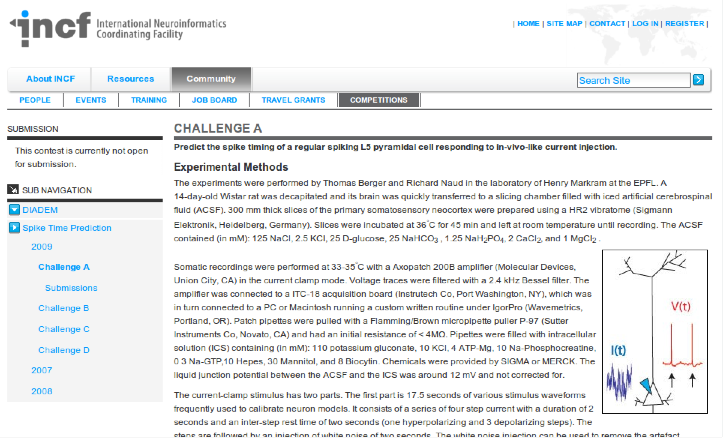 incf International Neuroinformatics
Coordinating Facility
| HOME | SITE MAP | CONTACT | LOG IN | REGISTER |
About INCF Resources Community
Search Site
PEOPLE EVENTS TRAINING JOB BOARD TRAVEL GRANTS COMPETITIONS
SUBMISSION
This contest is currently not open
for submission.
SUB NAVIGATION
DIADEM
Spike Time Prediction
2009
Challenge A
Submissions
Challenge B
Challenge C
Challenge D
2007
2008
CHALLENGE A
Predict the spike timing of a regular spiking L5 pyramidal cell responding to in-vivo-like current injection.
Experimental Methods
The experiments were performed by Thomas Berger and Richard Naud in the laboratory of Henry Markram at the EPFL. A
14-day-old Wistar rat was decapitated and its brain was quickly transferred to a slicing chamber filled with iced artificial cerebrospinal
fluid (ACSF). 300 mm thick slices of the primary somatosensory neocortex were prepared using a HR2 vibratome (Sigmann
Elektronik, Heidelberg, Germany). Slices were incubated at 36°C for 45 min and left at room temperature until recording. The ACSF
contained (in mM): 125 NaCl, 2.5 KCl, 25 D-glucose, 25 NaHCO3 , 1.25 NaH2PO4, 2 CaCl2, and 1 MgCl2 .
Somatic recordings were performed at 33-35°C with a Axopatch 200B amplifier (Molecular Devices,
Union City, CA) in the current clamp mode. Voltage traces were filtered with a 2.4 kHz Bessel filter. The
amplifier was connected to a ITC-18 acquisition board (Instrutech Co, Port Washington, NY), which was
in turn connected to a PC or Macintosh running a custom written routine under IgorPro (Wavemetrics,
Portland, OR). Patch pipettes were pulled with a Flamming/Brown micropipette puller P-97 (Sutter
Instruments Co, Novato, CA) and had an initial resistance of < 4MO. Pipettes were filled with intracellular
solution (ICS) containing (in mM): 110 potassium gluconate, 10 KCl, 4 ATP-Mg, 10 Na-Phosphocreatine,
0.3 Na-GTP,10 Hepes, 30 Mannitol, and 8 Biocytin. Chemicals were provided by SIGMA or MERCK. The
liquid junction potential between the ACSF and the ICS was around 12 mV and not corrected for.
V(t)
I(t)
The current-clamp stimulus has two parts. The first part is 17.5 seconds of various stimulus waveforms
frequently used to calibrate neuron models. It consists of a series of four step current with a duration of 2
seconds and an inter-step rest time of two seconds (one hyperpolarizing and 3 depolarizing steps). The
steps are followed by an injection of white noise of two seconds. The white noise injection can be used to remove the artefact